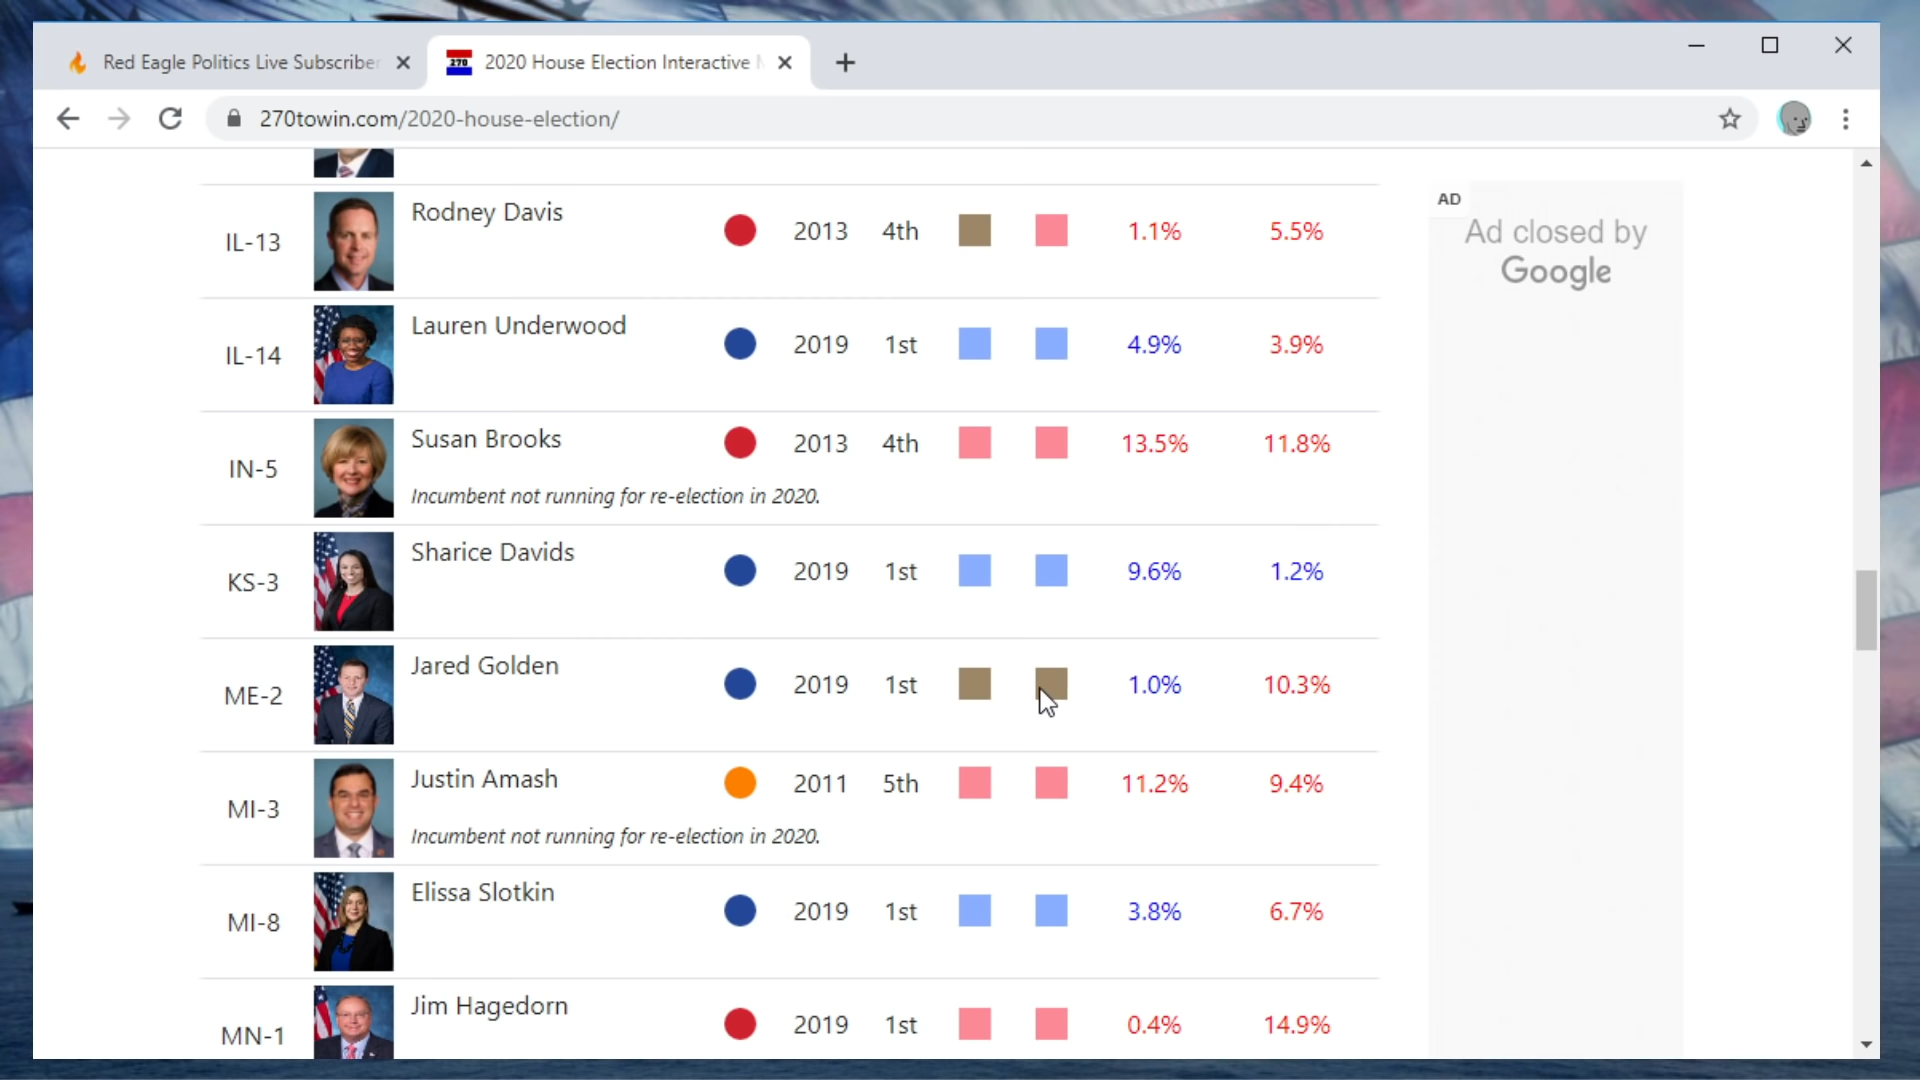 Red Eagle Politics Live Subscriber
2020 House Election Interactive M
270
270towin.com/2020-house-election/
IL-13 Rodney Davis 2013 4th 1.1% 5.5%
IL-14 Lauren Underwood 2019 1st 4.9% 3.9%
IN-5 Susan Brooks 2013 4th 13.5% 11.8%
Incumbent not running for re-election in 2020.
KS-3 Sharice Davids 2019 1st 9.6% 1.2%
ME-2 Jared Golden 2019 1st 1.0% 10.3%
MI-3 Justin Amash 2011 5th 11.2% 9.4%
Incumbent not running for re-election in 2020.
MI-8 Elissa Slotkin 2019 1st 3.8% 6.7%
MN-1 Jim Hagedorn 2019 1st 0.4% 14.9%
AD
Ad closed by
Google